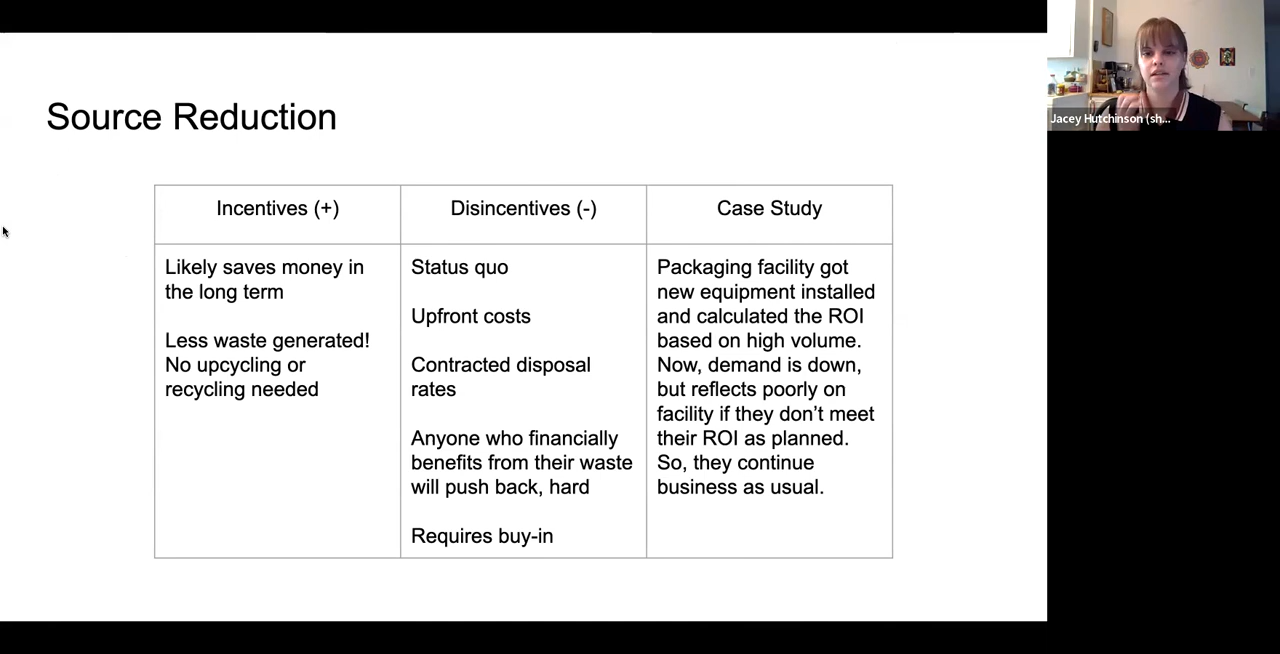 Source Reduction
Incentives (+)
Disincentives (-)
Case Study
Likely saves money in
the long term
Less waste generated!
No upcycling or
recycling needed
Status quo
Upfront costs
Contracted disposal
rates
Anyone who financially
benefits from their waste
will push back, hard
Requires buy-in
Packaging facility got
new equipment installed
and calculated the ROI
based on high volume.
Now, demand is down,
but reflects poorly on
facility if they don’t meet
their ROI as planned.
So, they continue
business as usual.
Jacey Hutchinson (sh...